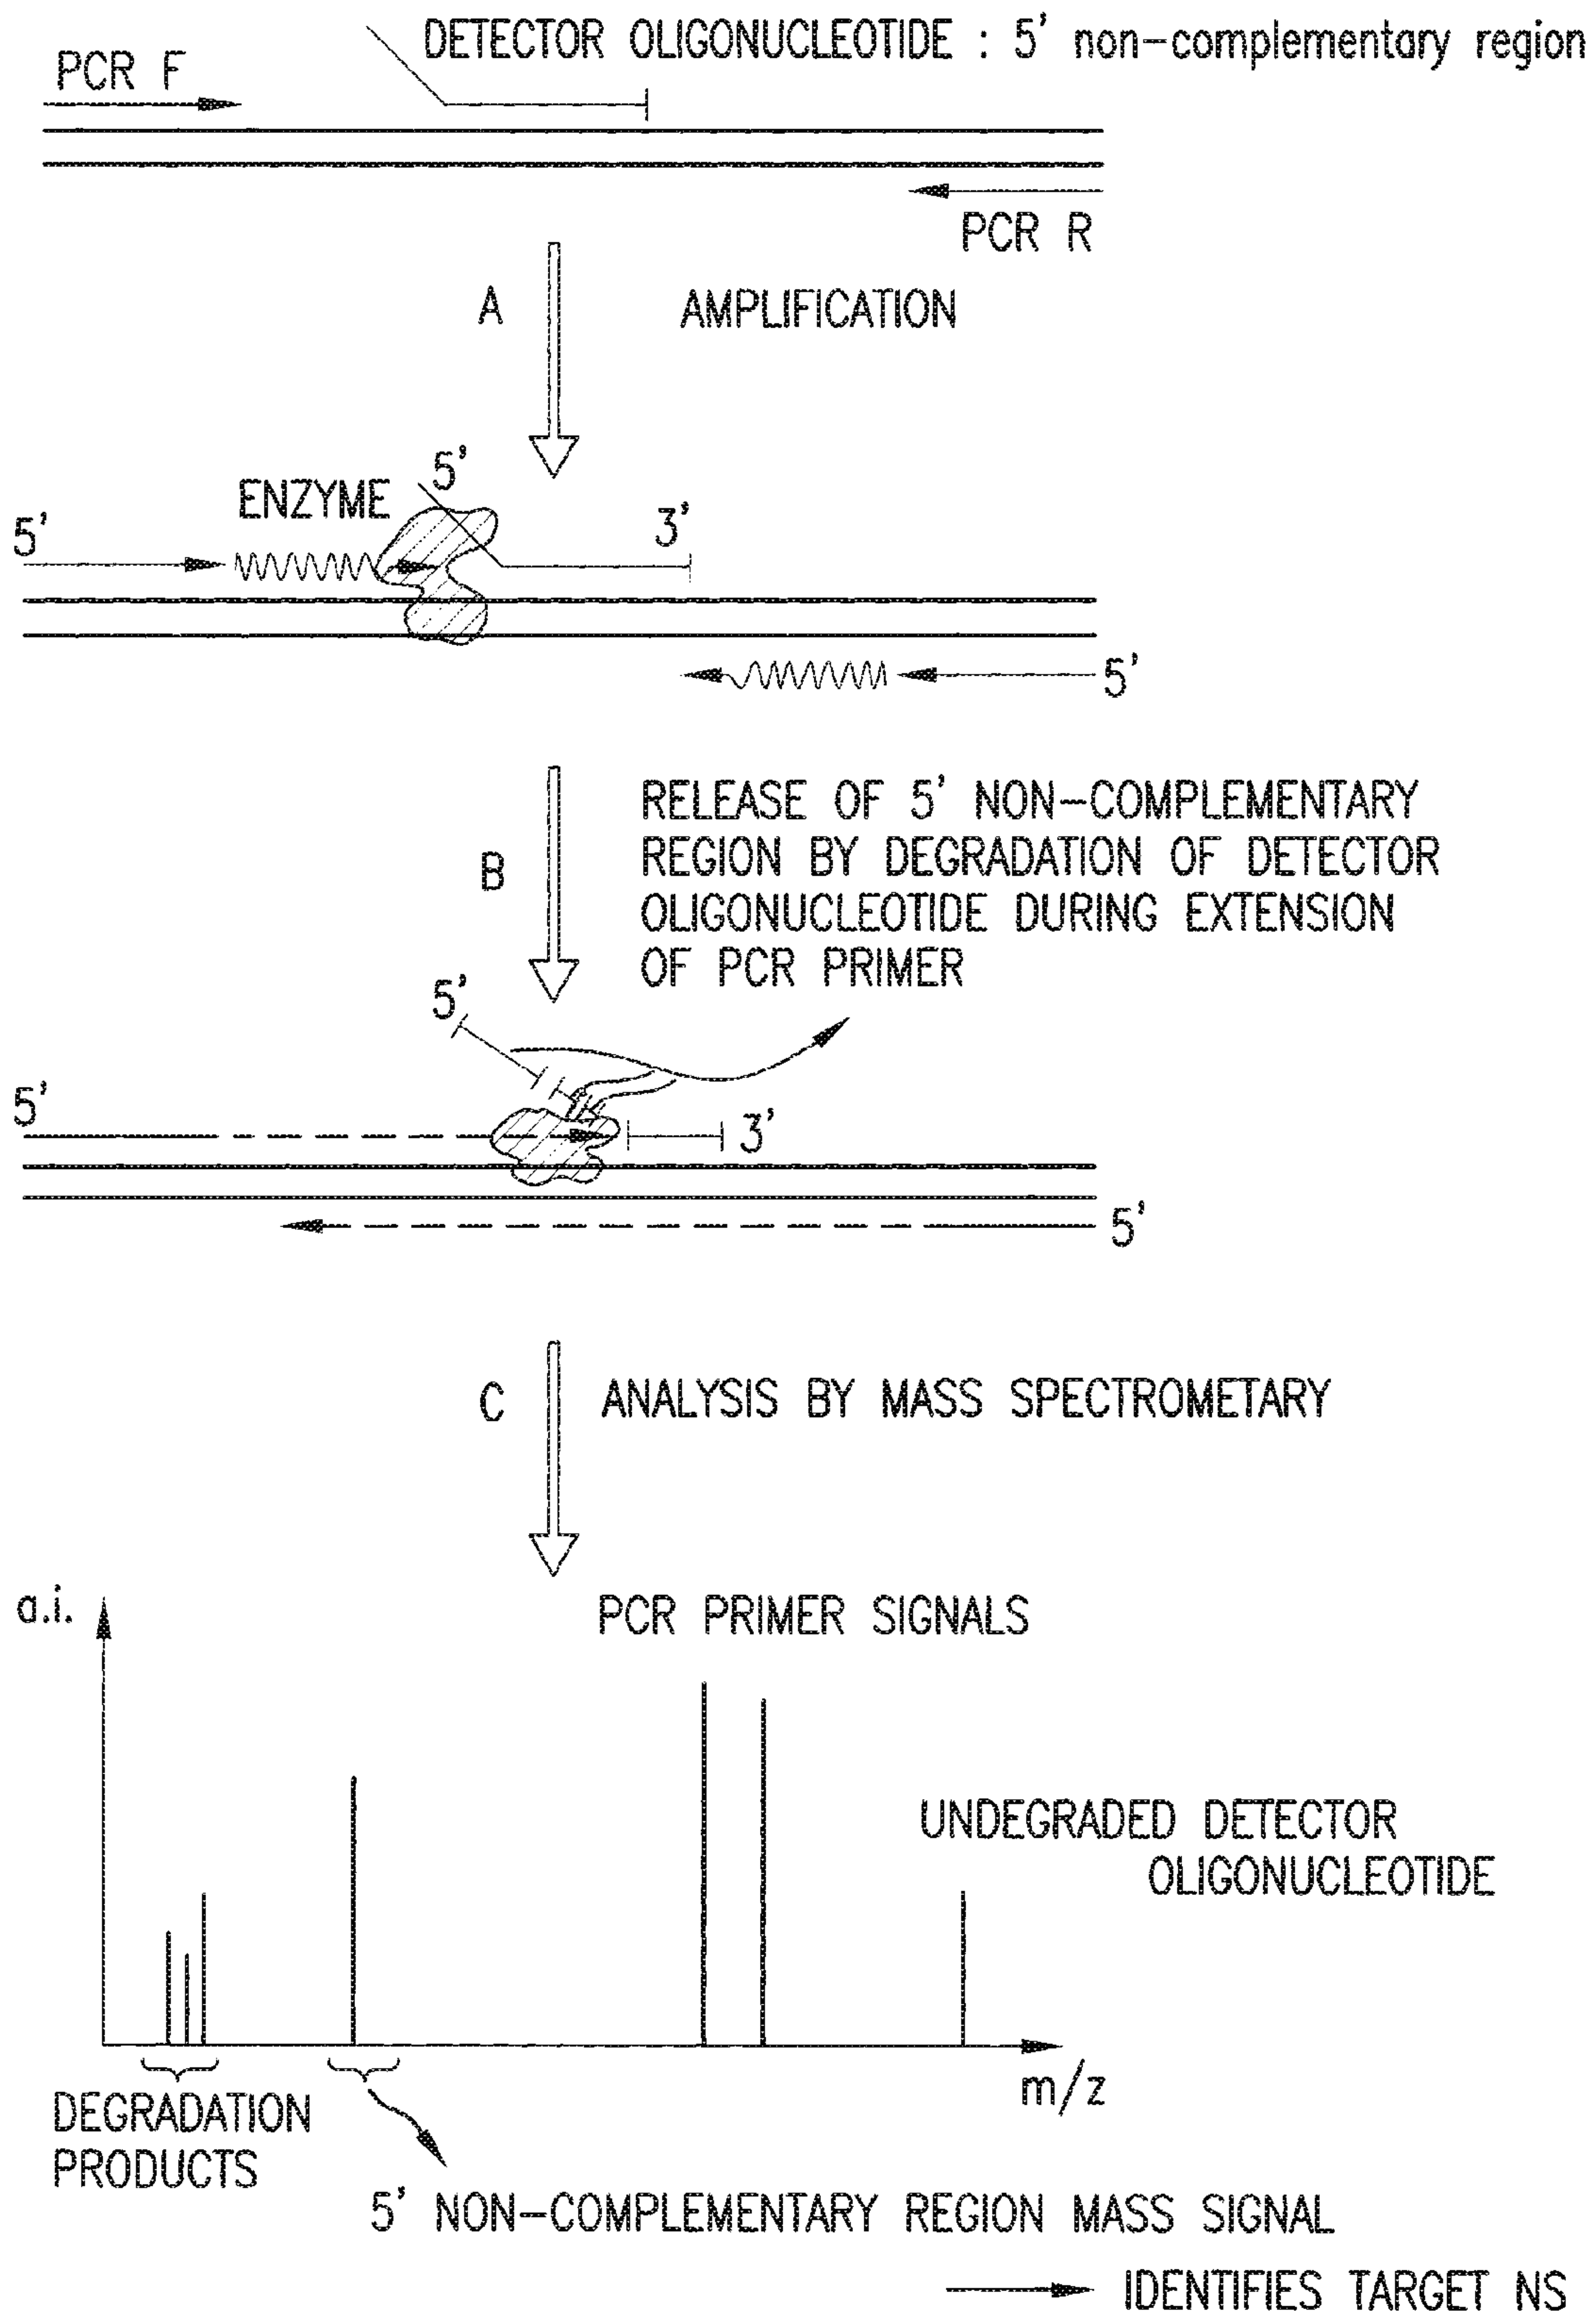 DETECTOR OLIGONUCLEOTIDE : 5' non-complementary region
PCR F
PCR R
A AMPLIFICATION
5'
ENZYME
5'
3'
5'
B
RELEASE OF 5' NON-COMPLEMENTARY
REGION BY DEGRADATION OF DETECTOR
OLIGONUCLEOTIDE DURING EXTENSION
OF PCR PRIMER
5'
5'
3'
5'
C ANALYSIS BY MASS SPECTROMETARY
a.i.
PCR PRIMER SIGNALS
UNDEGRADED DETECTOR
OLIGONUCLEOTIDE
m/z
DEGRADATION
PRODUCTS
5' NON-COMPLEMENTARY REGION MASS SIGNAL
IDENTIFIES TARGET NS